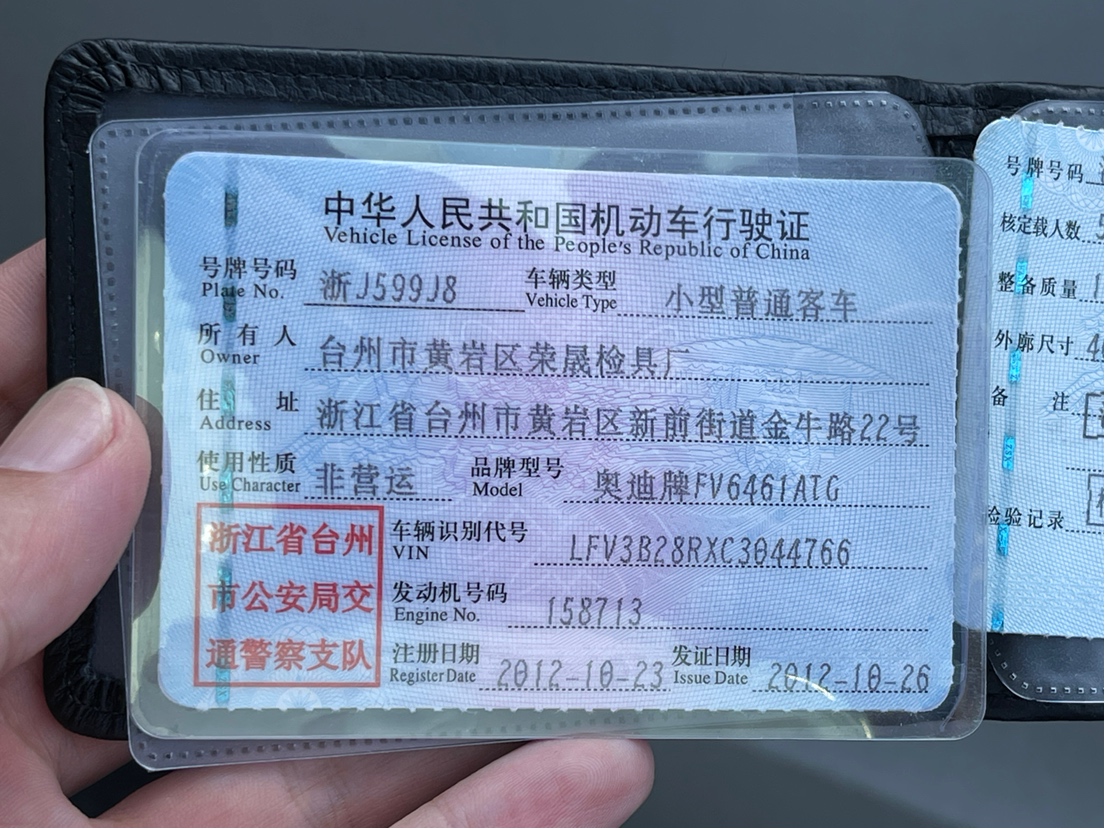 中华人民共和国机动车行驶证
Vehicle License of the People's Republic of China
号牌号码 浙J599J8 车辆类型 小型普通客车
Plate No. Vehicle Type
所有人 台州市黄岩区荣晟检具厂
Owner
住址 浙江省台州市黄岩区新前街道金牛路22号
Address
使用性质 非营运 品牌型号 奥迪牌FV6461ATG
Use Character Model
浙江省台州
市公安局交
通警察支队
车辆识别代号 LFV3B28RXC3044766
VIN
发动机号码 158713
Engine No.
注册日期 2012-10-23 发证日期 2012-10-26
Register Date Issue Date
号牌号码
核定载人数
整备质量
外廓尺寸
备注
检验记录